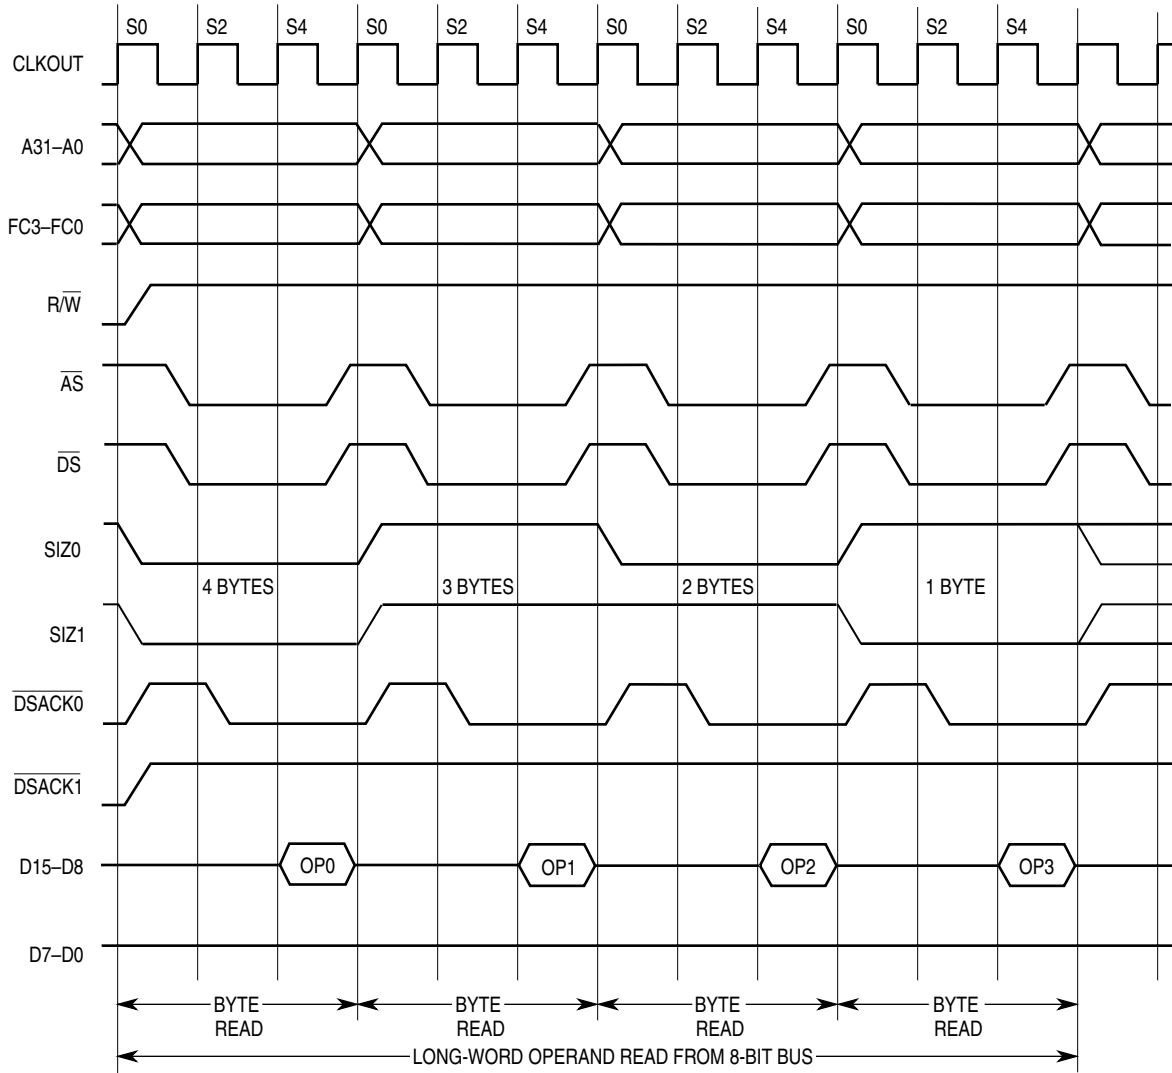 S0 S2 S4 S0 S2 S4 S0 S2 S4 S0 S2 S4
CLKOUT
A31–A0
FC3–FC0
R/W
AS
DS
SIZ0
4 BYTES 3 BYTES 2 BYTES 1 BYTE
SIZ1
DSACK0
DSACK1
D15–D8 OP0 OP1 OP2 OP3
D7–D0
BYTE BYTE BYTE BYTE
READ READ READ READ
LONG-WORD OPERAND READ FROM 8-BIT BUS